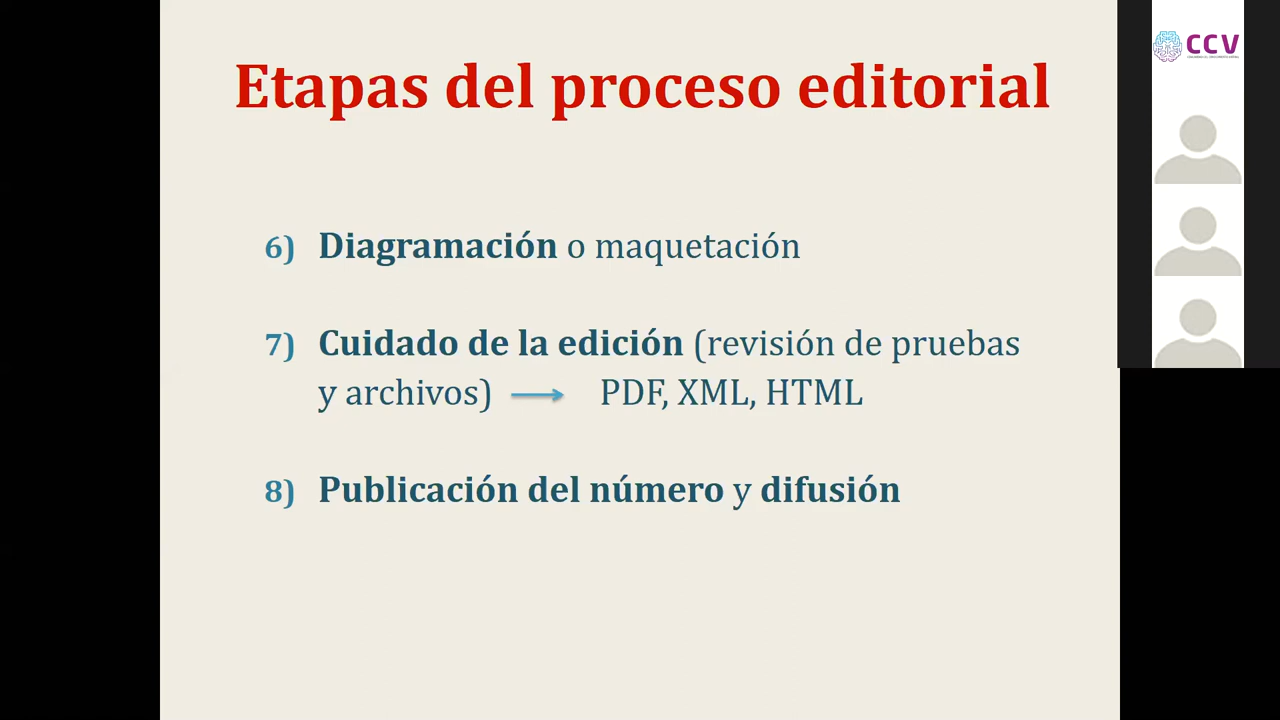 Etapas del proceso editorial
CCV
6) Diagramación o maquetación
7) Cuidado de la edición (revisión de pruebas
y archivos) → PDF, XML, HTML
8) Publicación del número y difusión